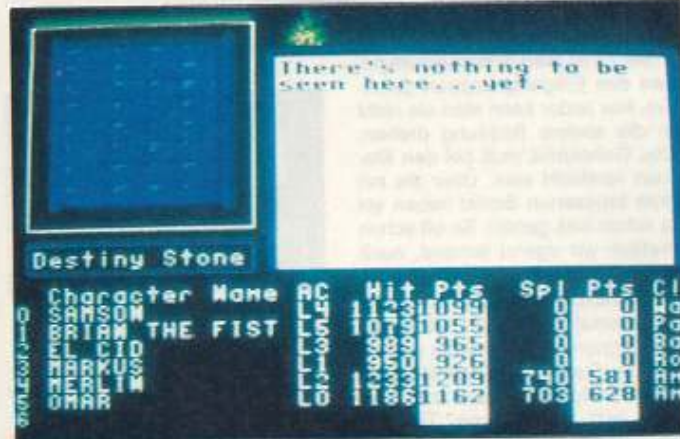 There's nothing to be
seen here...yet.
Destiny Stone
Character Name AC Hit Pts Spl Pts Cl
0 SAMSON L4 1123 1099 0 0 Wa
1 BRIAN THE FIST L5 1079 1055 0 0 Pa
2 EL CID L3 989 965 0 0 Ba
3 MARKUS L1 950 926 0 0 Ro
4 MERLIN L2 1233 1209 740 581 Am
5 OMAR L0 1186 1162 703 628 Am
6